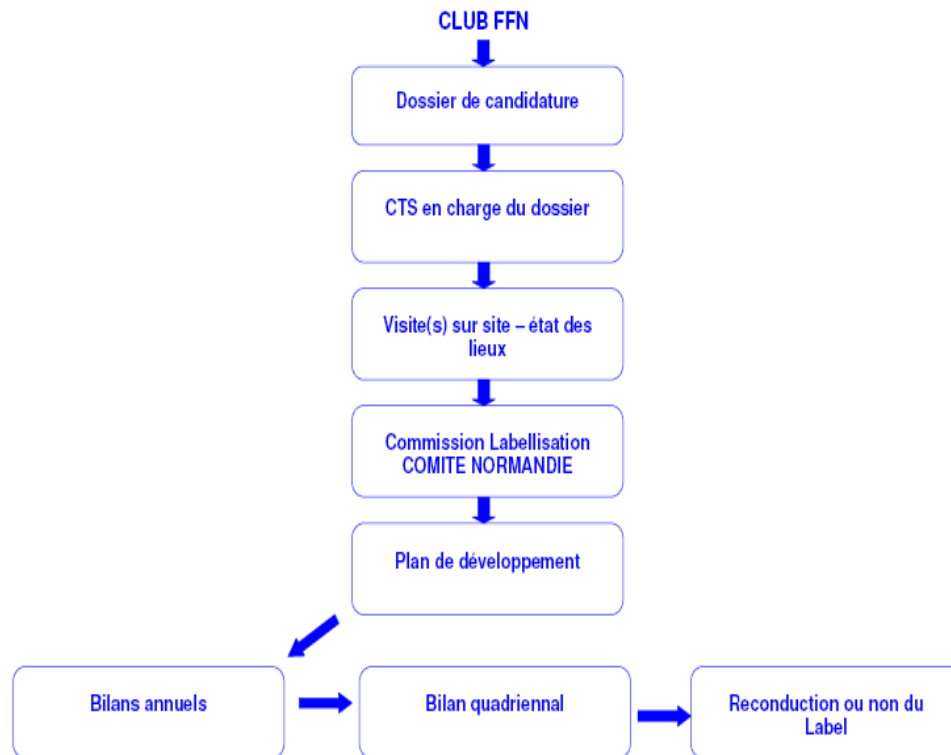 CLUB FFN
Dossier de candidature
CTS en charge du dossier
Visite(s) sur site – état des
lieux
Commission Labellisation
COMITE NORMANDIE
Plan de développement
Bilans annuels
Bilan quadriennal
Reconduction ou non du
Label